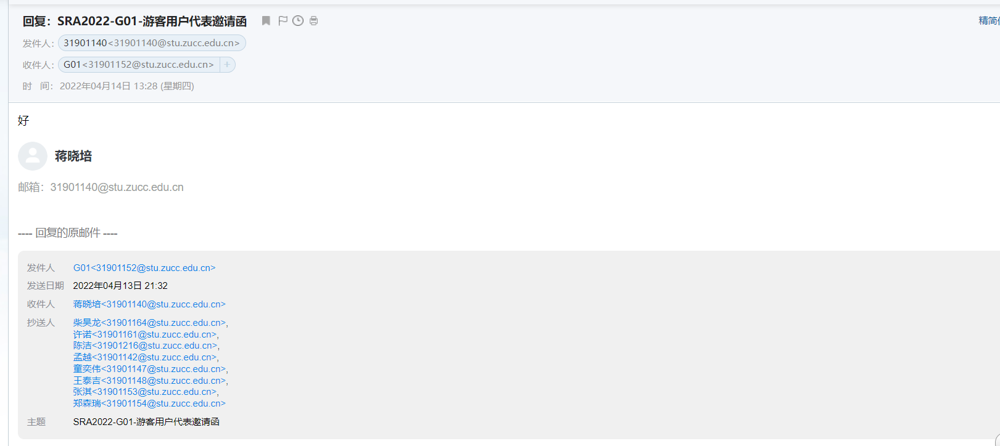 回复：SRA2022-G01-游客用户代表邀请函
精简
发件人： 31901140<31901140@stu.zucc.edu.cn>
收件人： G01<31901152@stu.zucc.edu.cn> +
时 间： 2022年04月14日 13:28 (星期四)
好
蒋晓培
邮箱：31901140@stu.zucc.edu.cn
---- 回复的原邮件 ----
发件人 G01<31901152@stu.zucc.edu.cn>
发送日期 2022年04月13日 21:32
收件人 蒋晓培<31901140@stu.zucc.edu.cn>
抄送人 柴昊龙<31901164@stu.zucc.edu.cn>,
许诺<31901161@stu.zucc.edu.cn>,
陈洁<31901216@stu.zucc.edu.cn>,
孟越<31901142@stu.zucc.edu.cn>,
童奕伟<31901147@stu.zucc.edu.cn>,
王泰吉<31901148@stu.zucc.edu.cn>,
张淇<31901153@stu.zucc.edu.cn>,
郑森瑞<31901154@stu.zucc.edu.cn>
主题 SRA2022-G01-游客用户代表邀请函